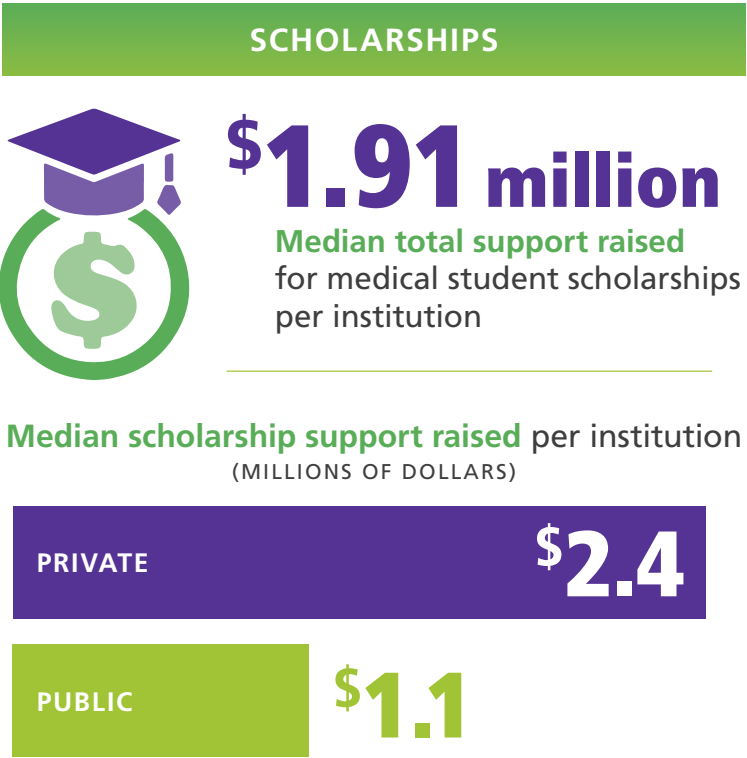 SCHOLARSHIPS
$1.91 million
Median total support raised
for medical student scholarships
per institution
Median scholarship support raised per institution
(MILLIONS OF DOLLARS)
PRIVATE $2.4
PUBLIC $1.1